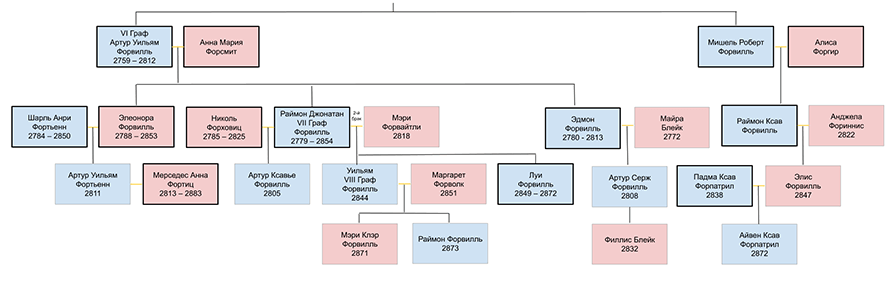 VI Граф
Артур Уильям
Форвилль
2759 – 2812
Анна Мария
Форсмит
Мишель Роберт
Форвилль
Алиса
Форгир
Шарль Анри
Фортьенн
2784 – 2850
Элеонора
Форвилль
2788 – 2853
Николь
Форховиц
2785 – 2825
Раймон Джонатан
VII Граф
Форвилль
2779 – 2854
2-й
брак
Мэри
Форвайтли
2818
Эдмон
Форвилль
2780 - 2813
Майра
Блейк
2772
Раймон Ксав
Форвилль
Анджела
Фориннис
2822
Артур Уильям
Фортьенн
2811
Мерседес Анна
Фортиц
2813 – 2883
Артур Ксавье
Форвилль
2805
Уильям
VIII Граф
Форвилль
2844
Маргарет
Форволк
2851
Луи
Форвилль
2849 – 2872
Артур Серж
Форвилль
2808
Падма Ксав
Форпатрил
2838
Элис
Форвилль
2847
Мэри Клэр
Форвилль
2871
Раймон Форвилль
2873
Филлис Блейк
2832
Айвен Ксав
Форпатрил
2872